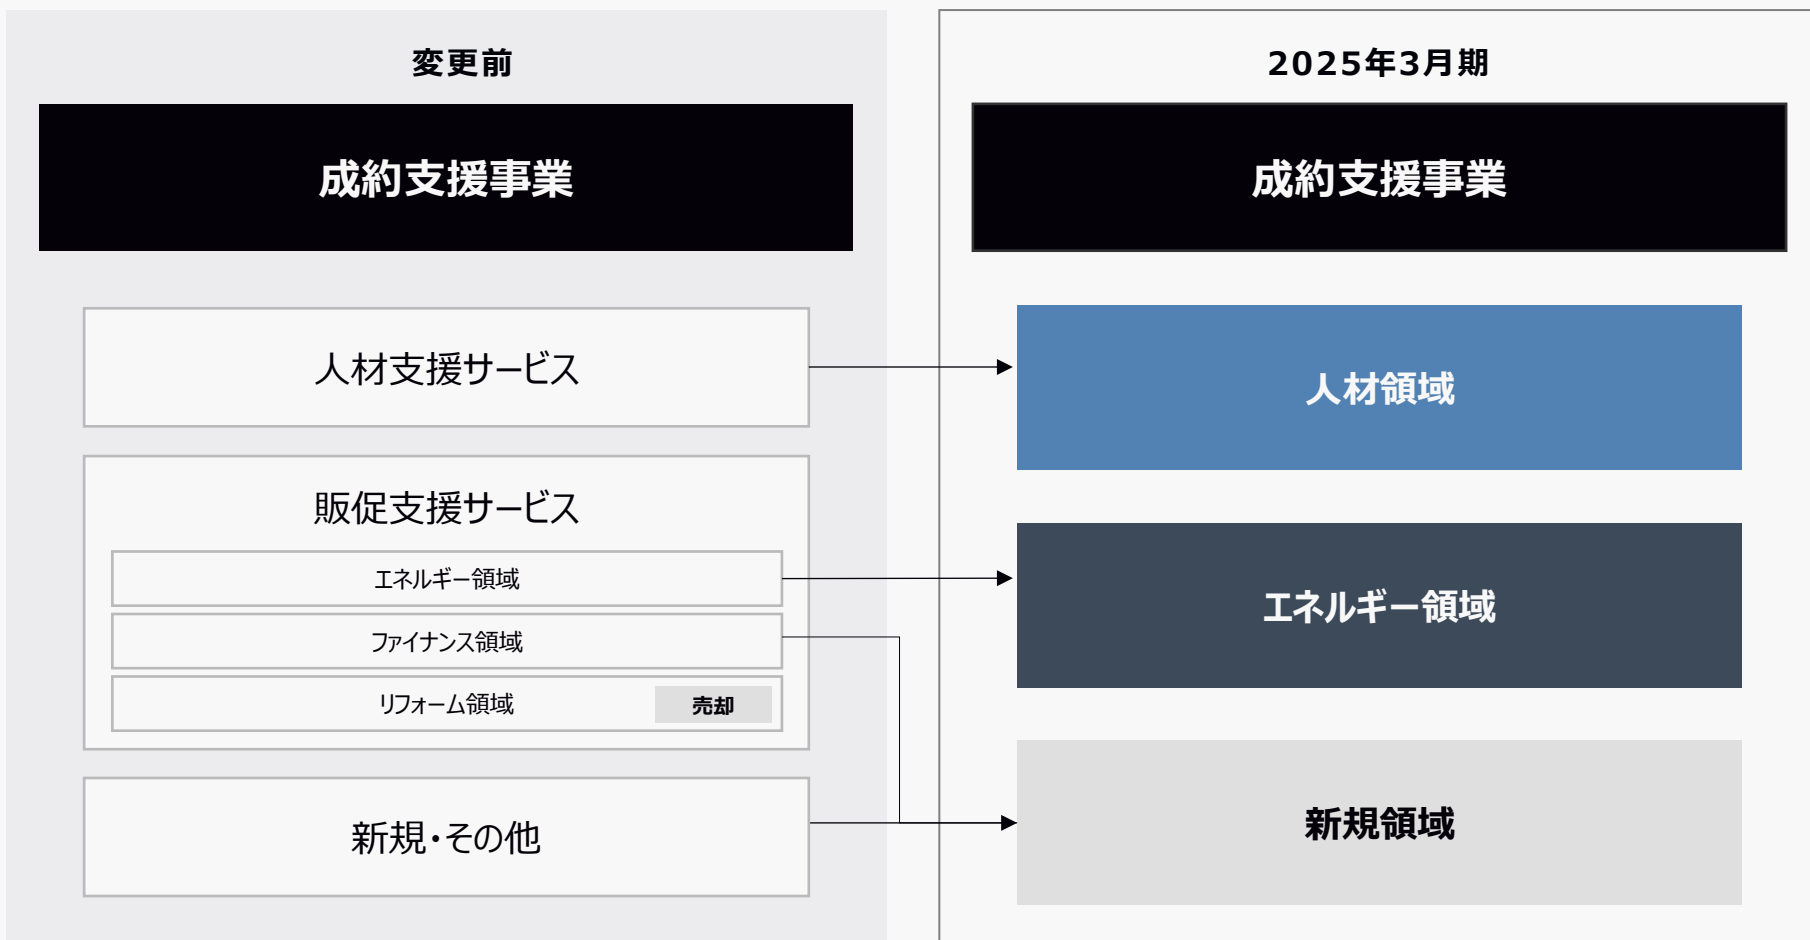 変更前
成約支援事業
人材支援サービス
販促支援サービス
エネルギー領域
ファイナンス領域
リフォーム領域
売却
新規・その他
2025年3月期
成約支援事業
人材領域
エネルギー領域
新規領域